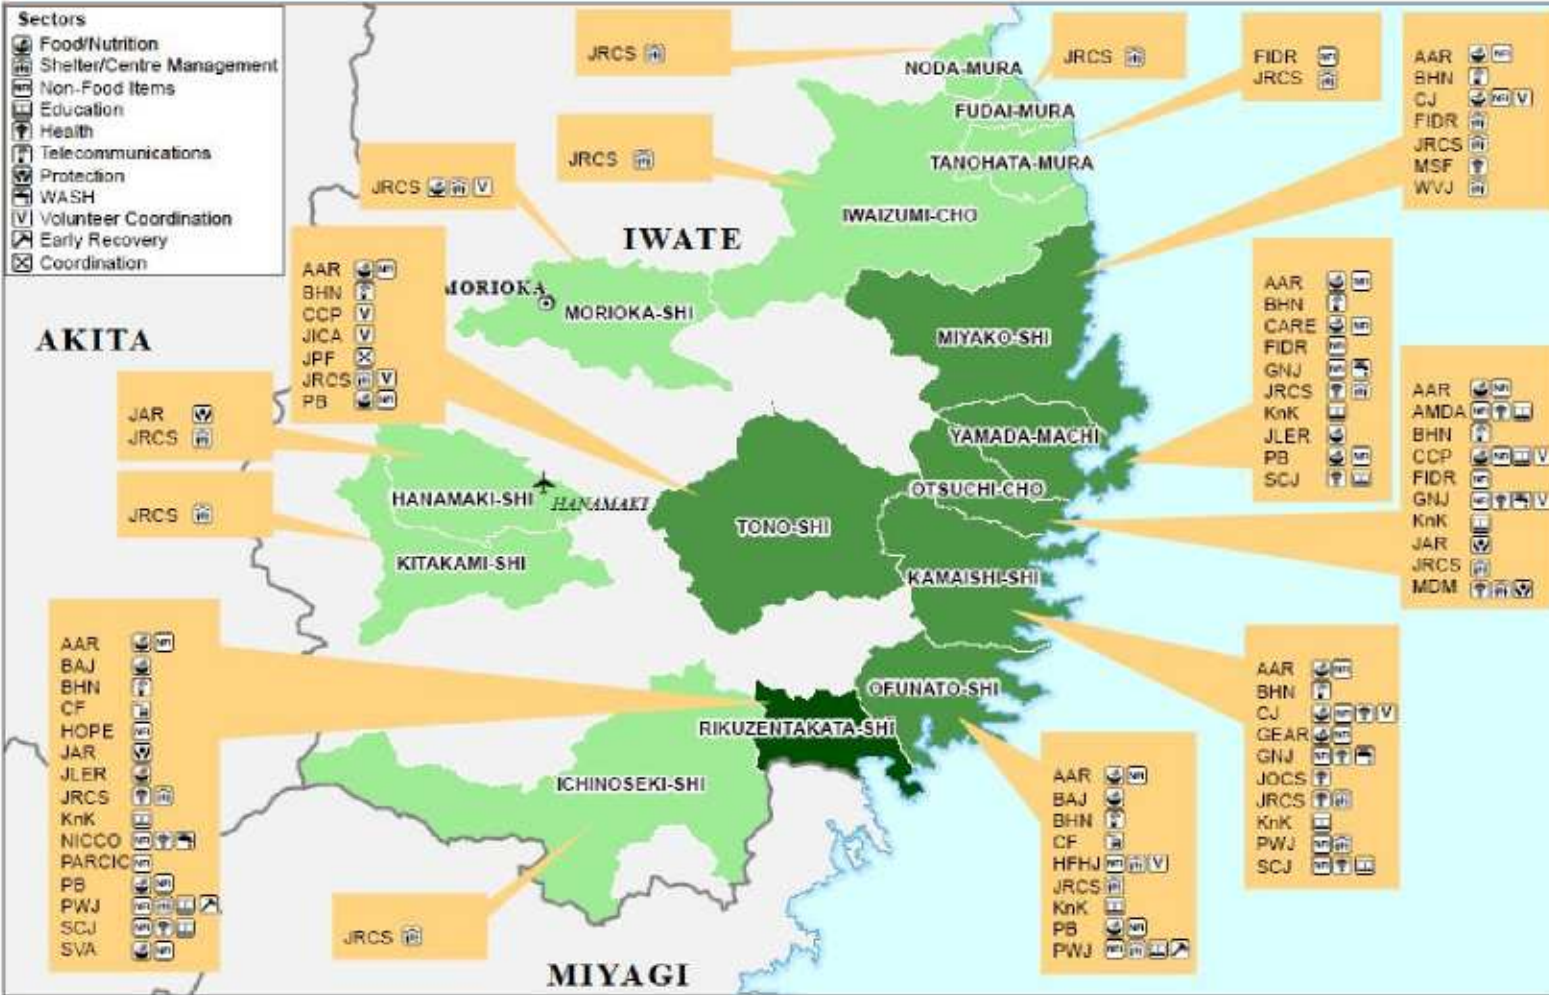 Sectors
Food/Nutrition
Shelter/Centre Management
Non-Food Items
Education
Health
Telecommunications
Protection
WASH
Volunteer Coordination
Early Recovery
Coordination
JRCS
JRCS
FIDR
JRCS
AAR
BHN
CJ V
FIDR
JRCS
MSF
WVJ
NODA-MURA
FUDAI-MURA
TANOHATA-MURA
IWAIZUMI-CHO
JRCS
JRCS V
IWATE
MORIOKA
MORIOKA-SHI
MIYAKO-SHI
AKITA
AAR
BHN
CCP V
JICA V
JPF
JRCS V
PB
AAR
BHN
CARE
FIDR
GNJ
JRCS
KnK
JLER
PB
SCJ
JAR
JRCS
JRCS
HANAMAKI-SHI
HANAMAKI
KITAKAMI-SHI
TONO-SHI
YAMADA-MACHI
OTSUCHI-CHO
KAMAISHI-SHI
AAR
AMDA
BHN
CCP V
FIDR
GNJ V
KnK
JAR
JRCS
MDM
AAR
BAJ
BHN
CF
HOPE
JAR
JLER
JRCS
KnK
NICCO
PARCIC
PB
PWJ
SCJ
SVA
OFUNATO-SHI
RIKUZENTAKATA-SHI
ICHINOSEKI-SHI
AAR
BHN
CJ V
GEAR
GNJ
JOCS
JRCS
KnK
PWJ
SCJ
AAR
BAJ
BHN
CF
HFHJ V
JRCS
KnK
PB
PWJ
JRCS
MIYAGI